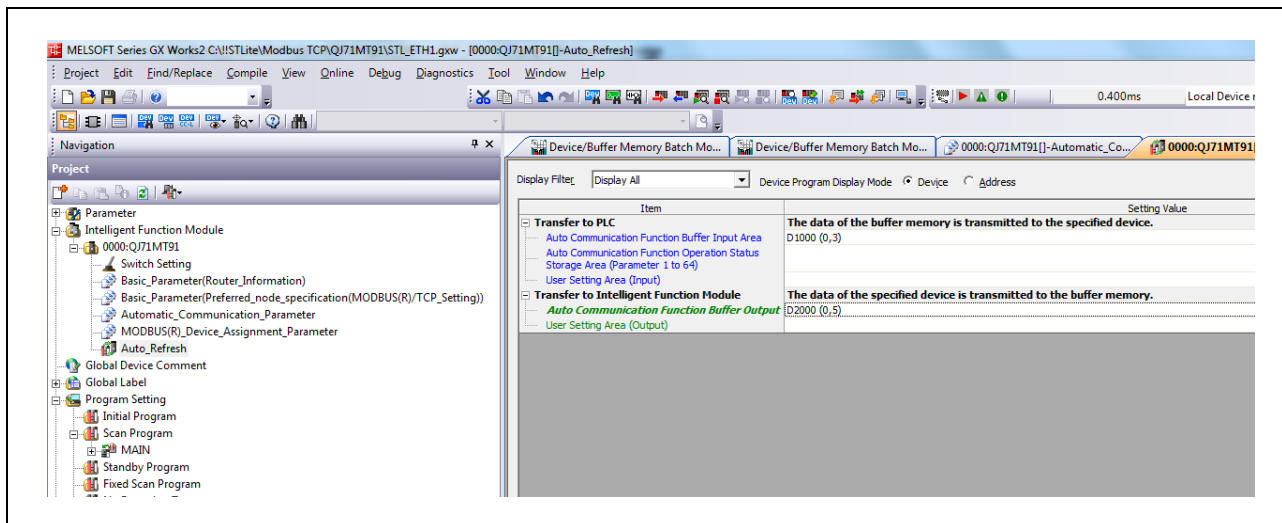 MELSOFT Series GX Works2 C:\!!STLite\Modbus TCP\QJ71MT91\STL_ETH1.gxw - [0000:QJ71MT91[]-Auto_Refresh]
Project Edit Find/Replace Compile View Online Debug Diagnostics Tool Window Help
0.400ms Local Device
Navigation
Device/Buffer Memory Batch Mo... Device/Buffer Memory Batch Mo... 0000:QJ71MT91[]-Automatic_Co... 0000:QJ71MT91[
Project
Display Filter Display All Device Program Display Mode Device Address
Item Setting Value
Transfer to PLC The data of the buffer memory is transmitted to the specified device.
Auto Communication Function Buffer Input Area D1000 (0,3)
Auto Communication Function Operation Status
Storage Area (Parameter 1 to 64)
User Setting Area (Input)
Transfer to Intelligent Function Module The data of the specified device is transmitted to the buffer memory.
Auto Communication Function Buffer Output D2000 (0,5)
User Setting Area (Output)
Parameter
Intelligent Function Module
0000:QJ71MT91
Switch Setting
Basic_Parameter(Router_Information)
Basic_Parameter(Preferred_node_specification(MODBUS(R)/TCP_Setting))
Automatic_Communication_Parameter
MODBUS(R)_Device_Assignment_Parameter
Auto_Refresh
Global Device Comment
Global Label
Program Setting
Initial Program
Scan Program
MAIN
Standby Program
Fixed Scan Program